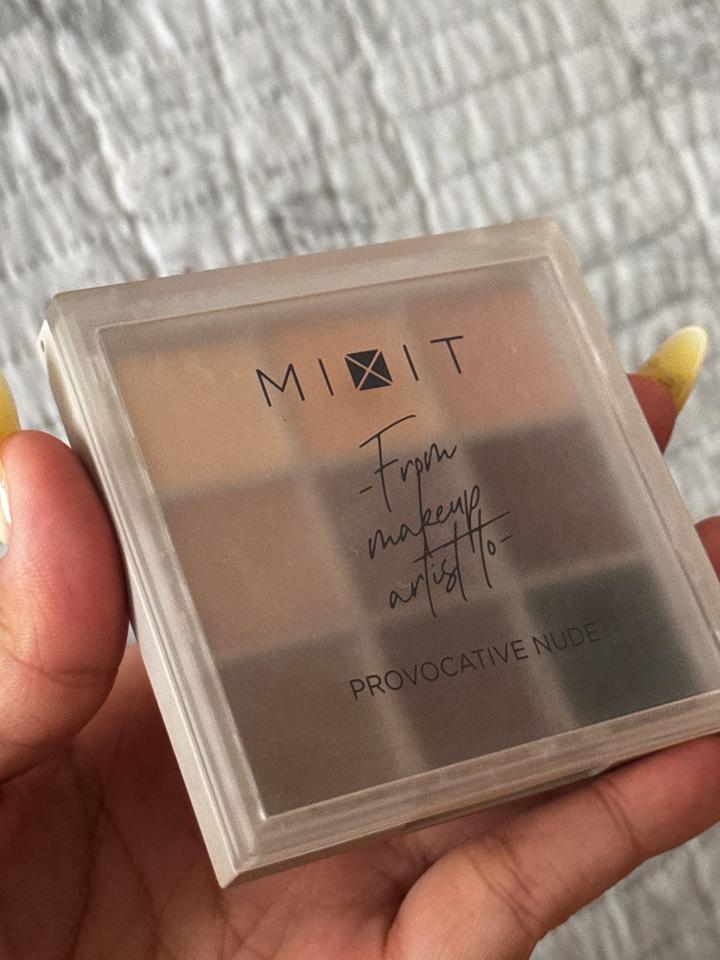 MIXIT
-From
makeup
artist to-
PROVOCATIVE NUDE